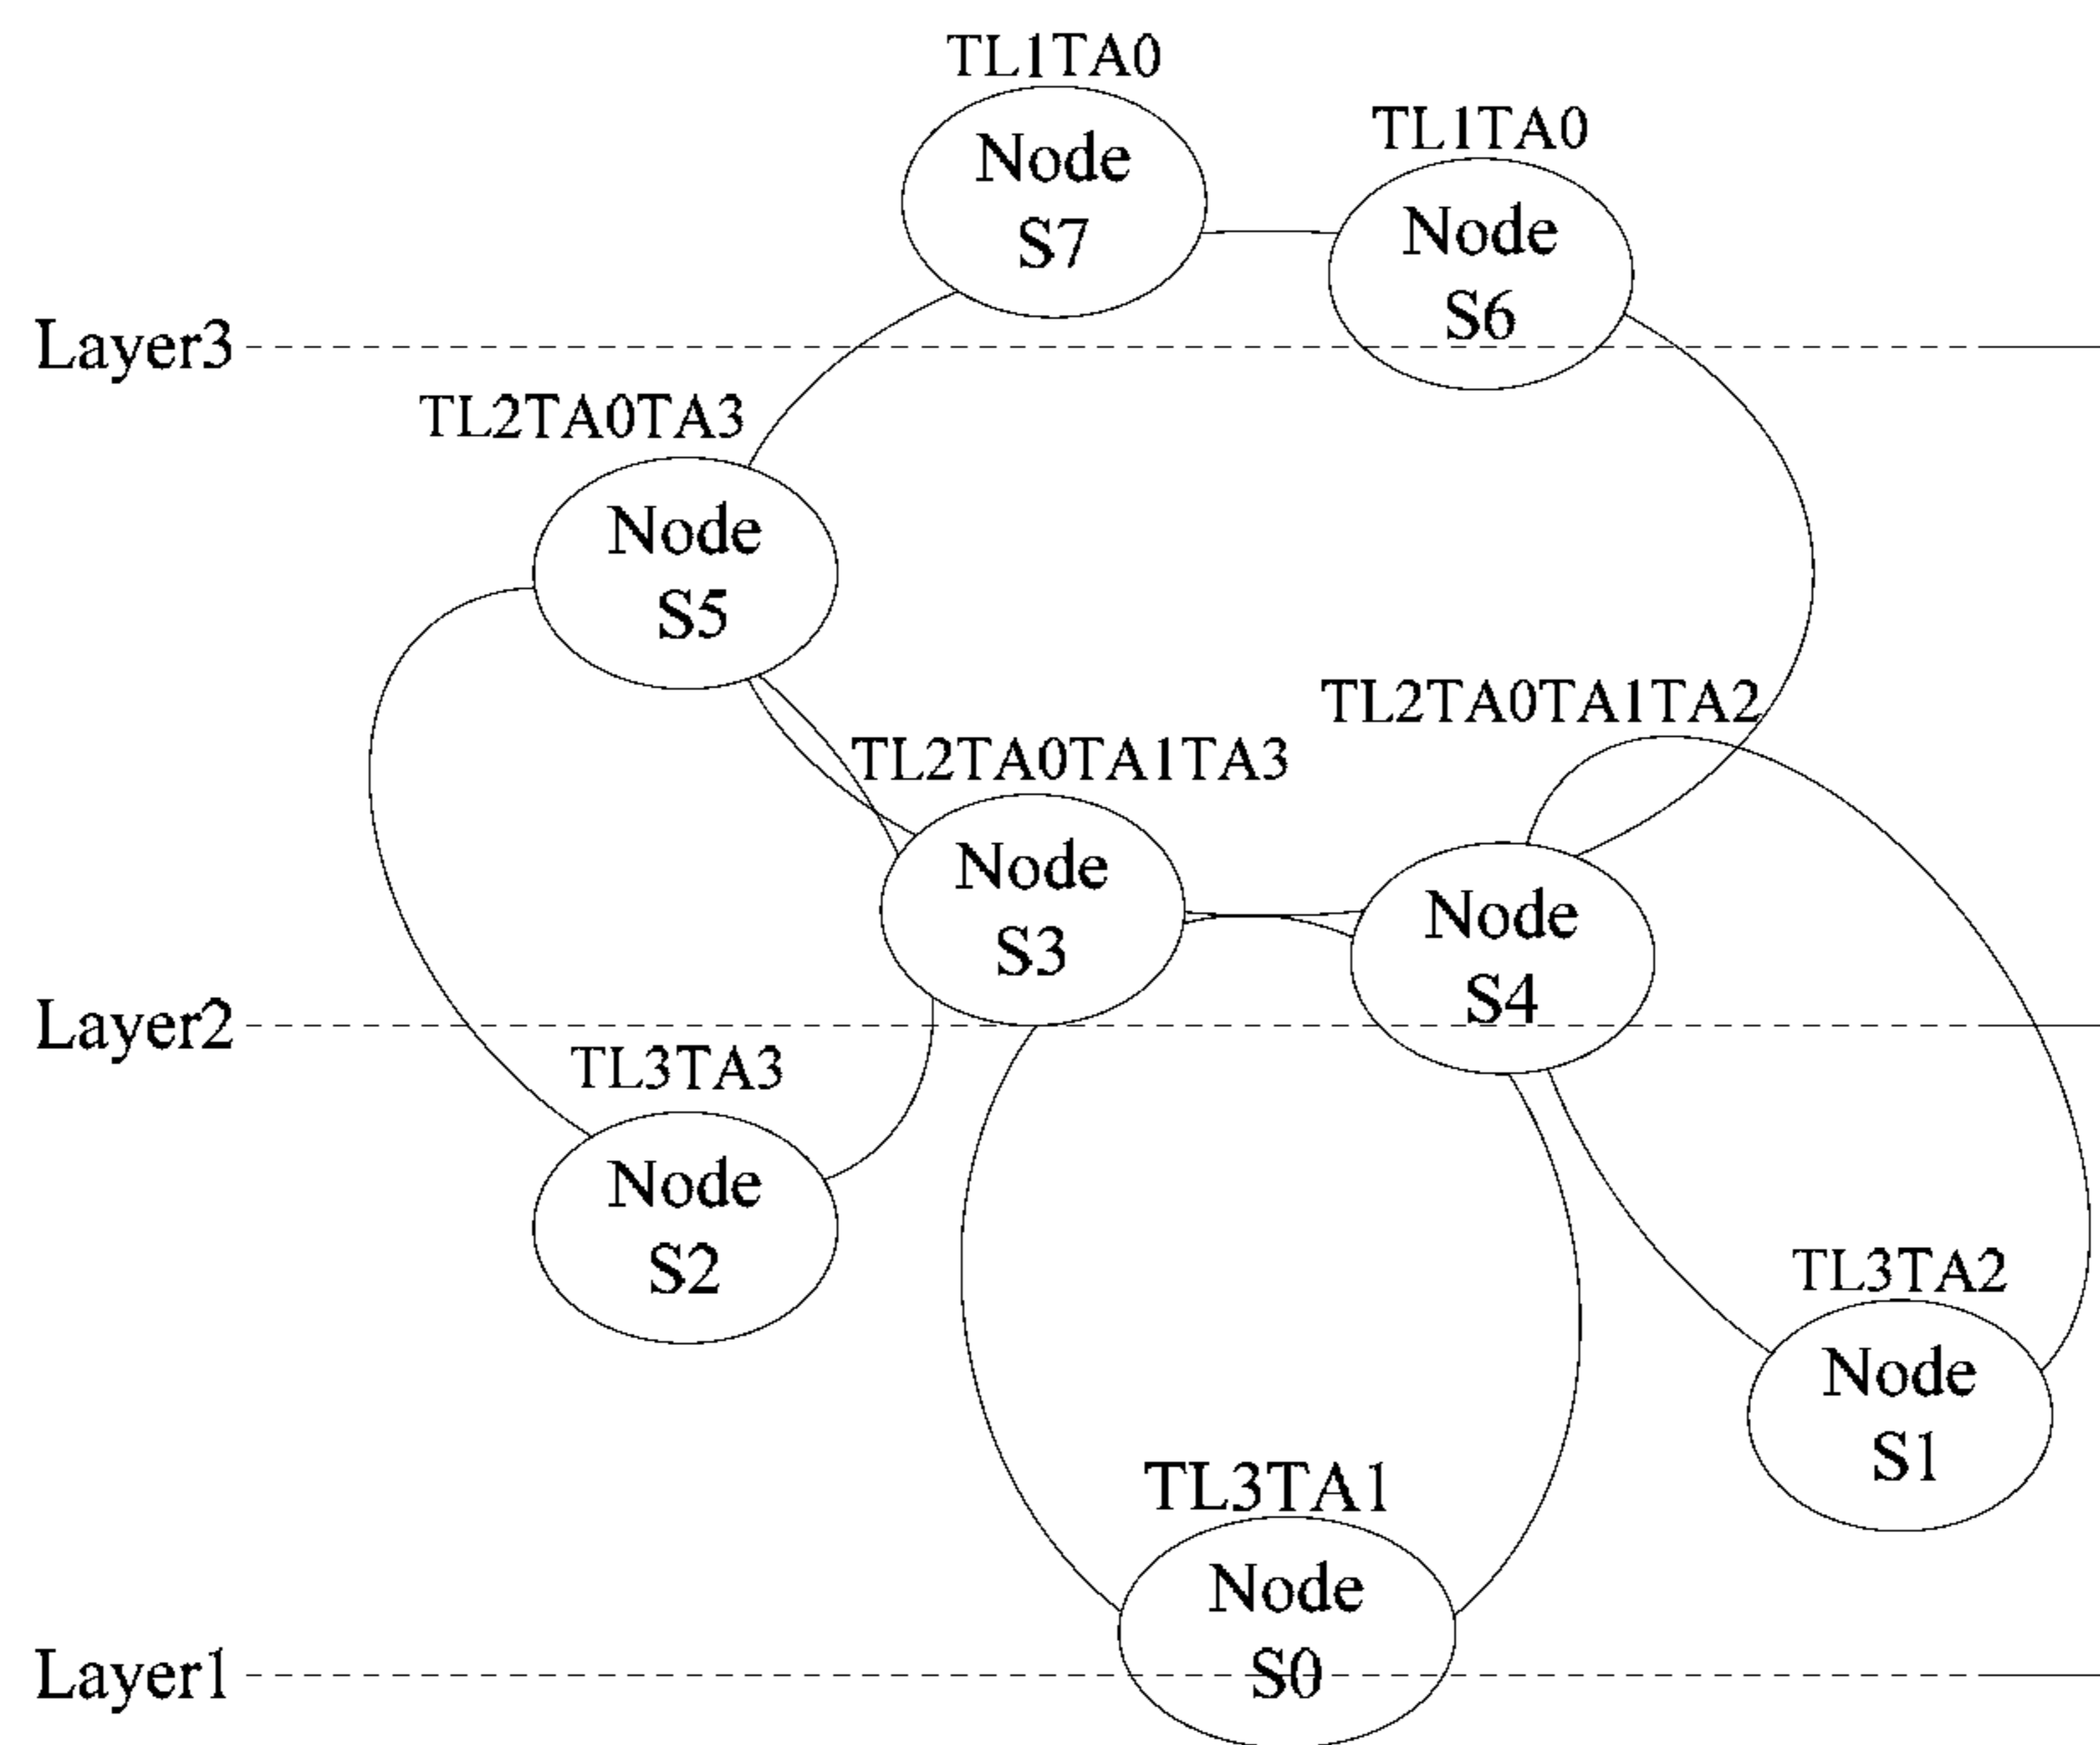 TL1TA0
TL1TA0
Node
S7
Node
S6
Layer3
TL2TA0TA3
Node
S5
TL2TA0TA1TA2
TL2TA0TA1TA3
Node
S3
Node
S4
Layer2
TL3TA3
Node
S2
TL3TA2
Node
S1
TL3TA1
Node
S0
Layer1